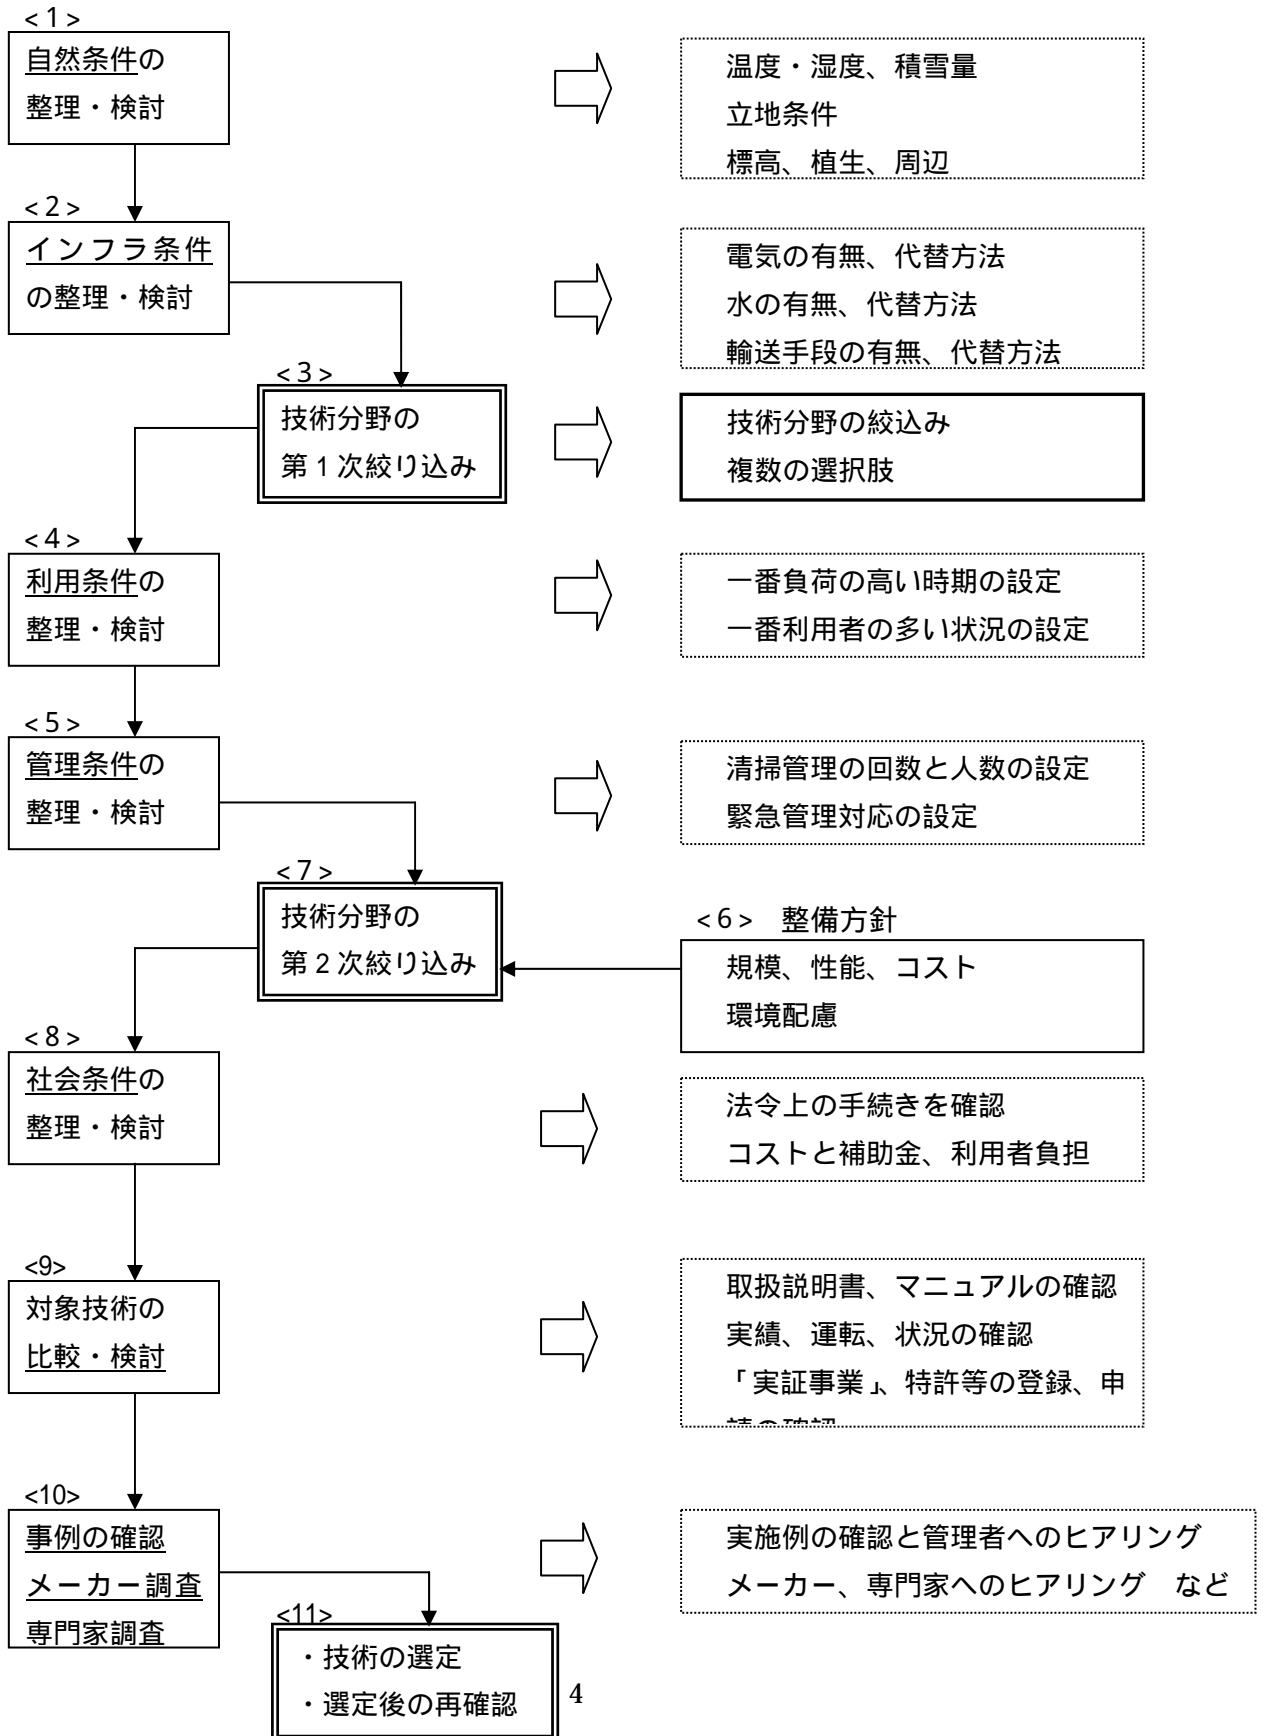 <1>
自然条件の
整理・検討
温度・湿度、積雪量
立地条件
標高、植生、周辺
<2>
インフラ条件
の整理・検討
電気の有無、代替方法
水の有無、代替方法
輸送手段の有無、代替方法
<3>
技術分野の
第1次絞り込み
技術分野の絞込み
複数の選択肢
<4>
利用条件の
整理・検討
一番負荷の高い時期の設定
一番利用者の多い状況の設定
<5>
管理条件の
整理・検討
清掃管理の回数と人数の設定
緊急管理対応の設定
<7>
技術分野の
第2次絞り込み
<6> 整備方針
規模、性能、コスト
環境配慮
<8>
社会条件の
整理・検討
法令上の手続きを確認
コストと補助金、利用者負担
<9>
対象技術の
比較・検討
取扱説明書、マニュアルの確認
実績、運転、状況の確認
「実証事業」、特許等の登録、申
請の確認
<10>
事例の確認
メーカー調査
専門家調査
実施例の確認と管理者へのヒアリング
メーカー、専門家へのヒアリング など
<11>
・技術の選定
・選定後の再確認
4